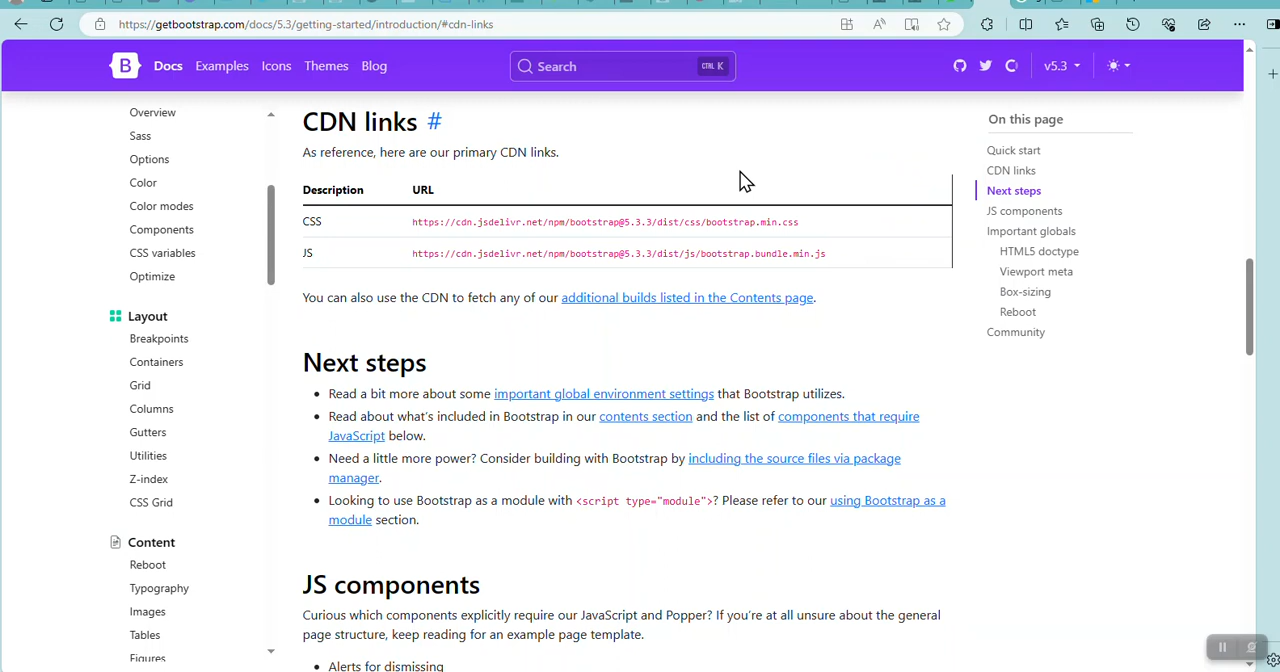 https://getbootstrap.com/docs/5.3/getting-started/introduction/#cdn-links
B Docs Examples Icons Themes Blog Search CTRL K v5.3
Overview
Sass
Options
Color
Color modes
Components
CSS variables
Optimize
Layout
Breakpoints
Containers
Grid
Columns
Gutters
Utilities
Z-index
CSS Grid
Content
Reboot
Typography
Images
Tables
Figures
CDN links #
As reference, here are our primary CDN links.
Description URL
CSS https://cdn.jsdelivr.net/npm/bootstrap@5.3.3/dist/css/bootstrap.min.css
JS https://cdn.jsdelivr.net/npm/bootstrap@5.3.3/dist/js/bootstrap.bundle.min.js
You can also use the CDN to fetch any of our additional builds listed in the Contents page.
Next steps
• Read a bit more about some important global environment settings that Bootstrap utilizes.
• Read about what's included in Bootstrap in our contents section and the list of components that require
JavaScript below.
• Need a little more power? Consider building with Bootstrap by including the source files via package
manager.
• Looking to use Bootstrap as a module with <script type="module">? Please refer to our using Bootstrap as a
module section.
JS components
Curious which components explicitly require our JavaScript and Popper? If you're at all unsure about the general
page structure, keep reading for an example page template.
• Alerts for dismissing
On this page
Quick start
CDN links
Next steps
JS components
Important globals
HTML5 doctype
Viewport meta
Box-sizing
Reboot
Community